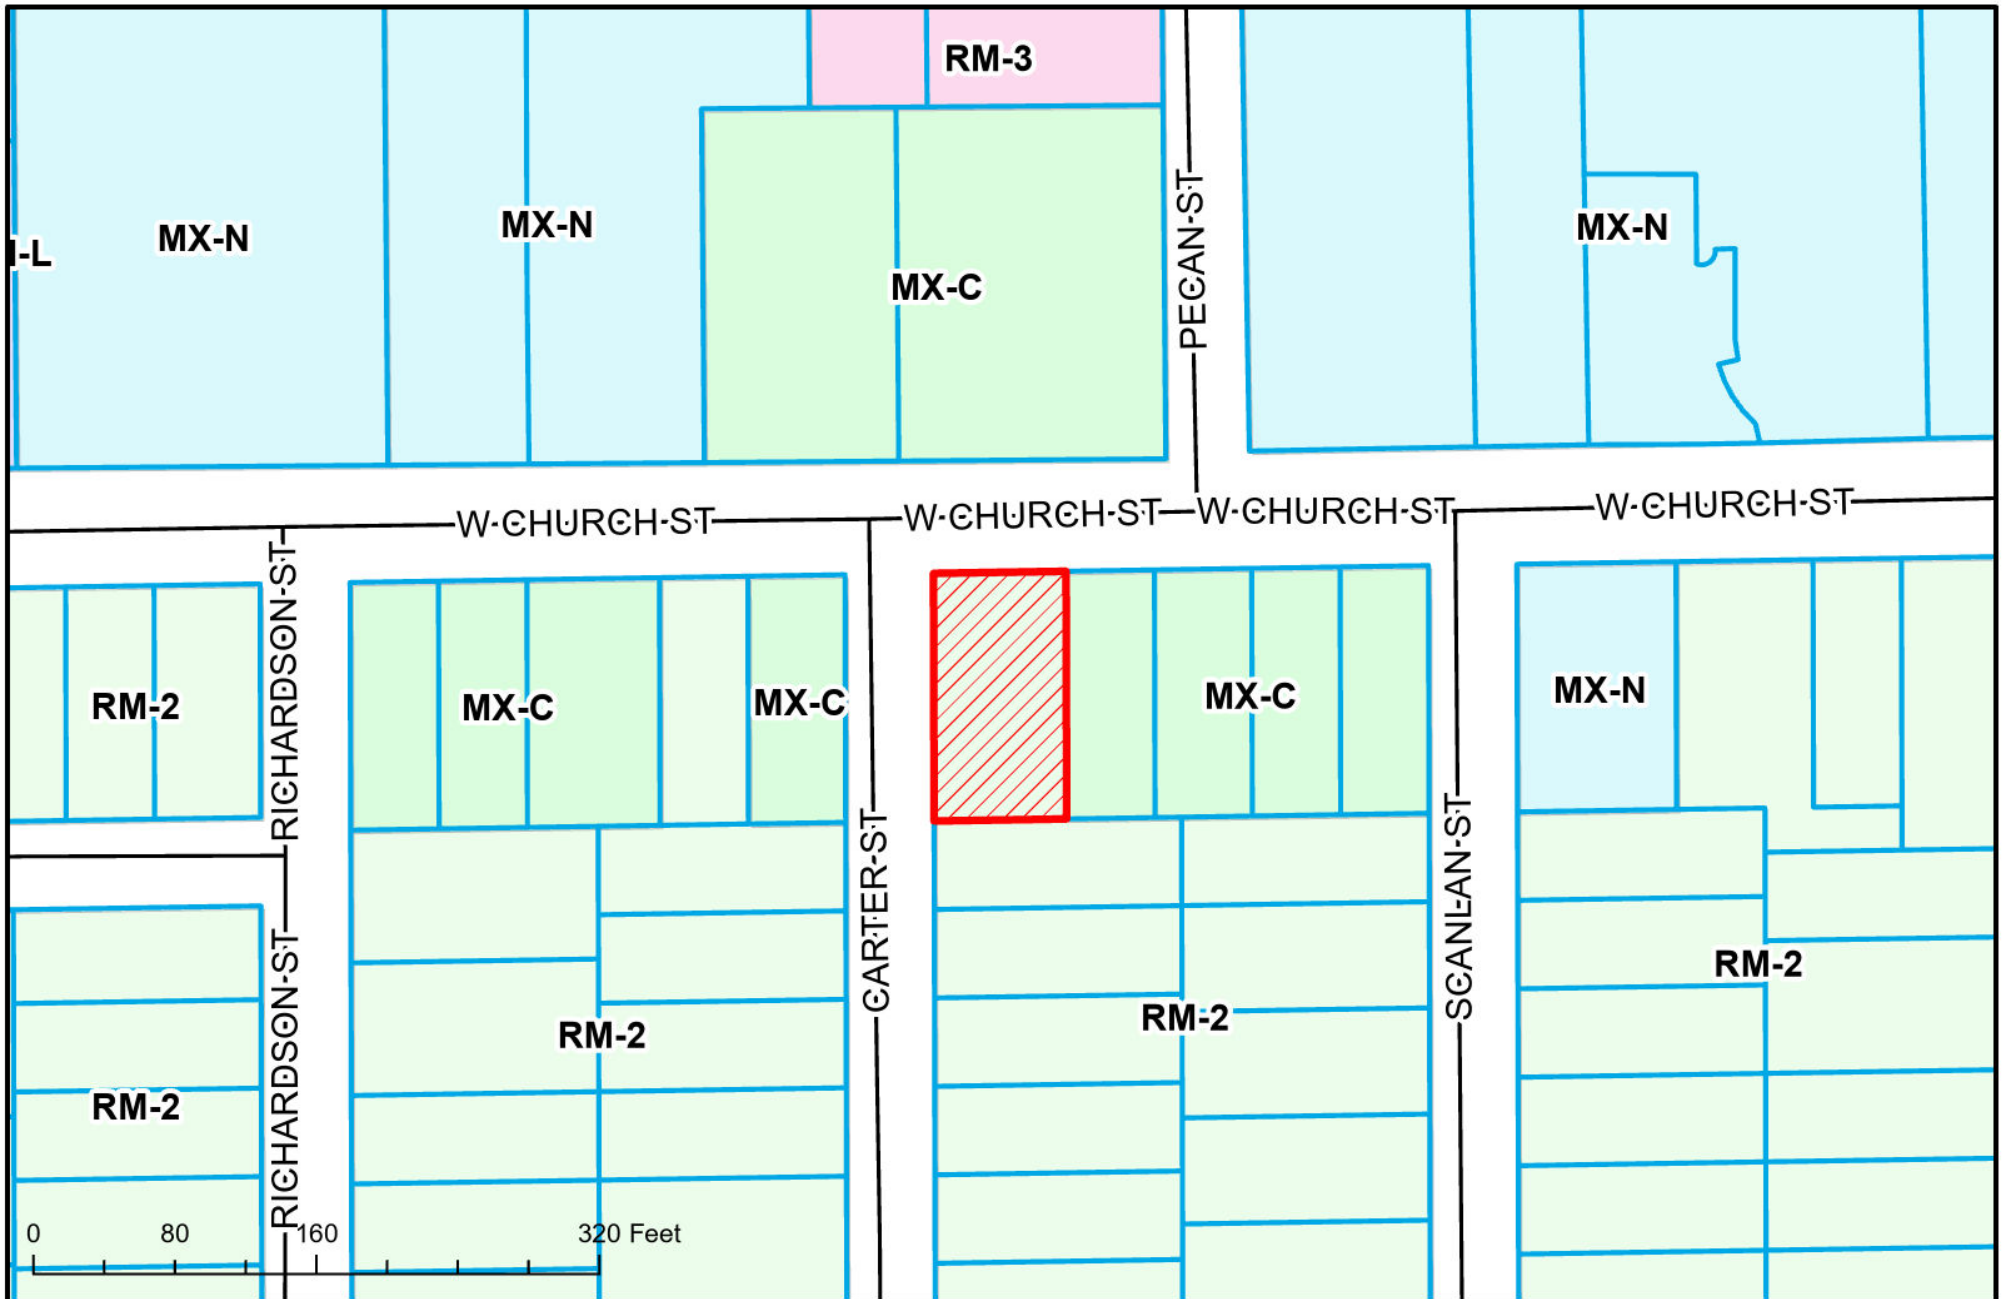 RM-3
MX-N
MX-N
MX-N
I-L
MX-C
PECAN ST
W CHURCH ST
W CHURCH ST
W CHURCH ST
W CHURCH ST
RICHARDSON ST
RM-2
MX-C
MX-C
MX-C
MX-N
CARTER ST
SCANLAN ST
RM-2
RM-2
RM-2
RM-2
RICHARDSON ST
0 80 160 320 Feet